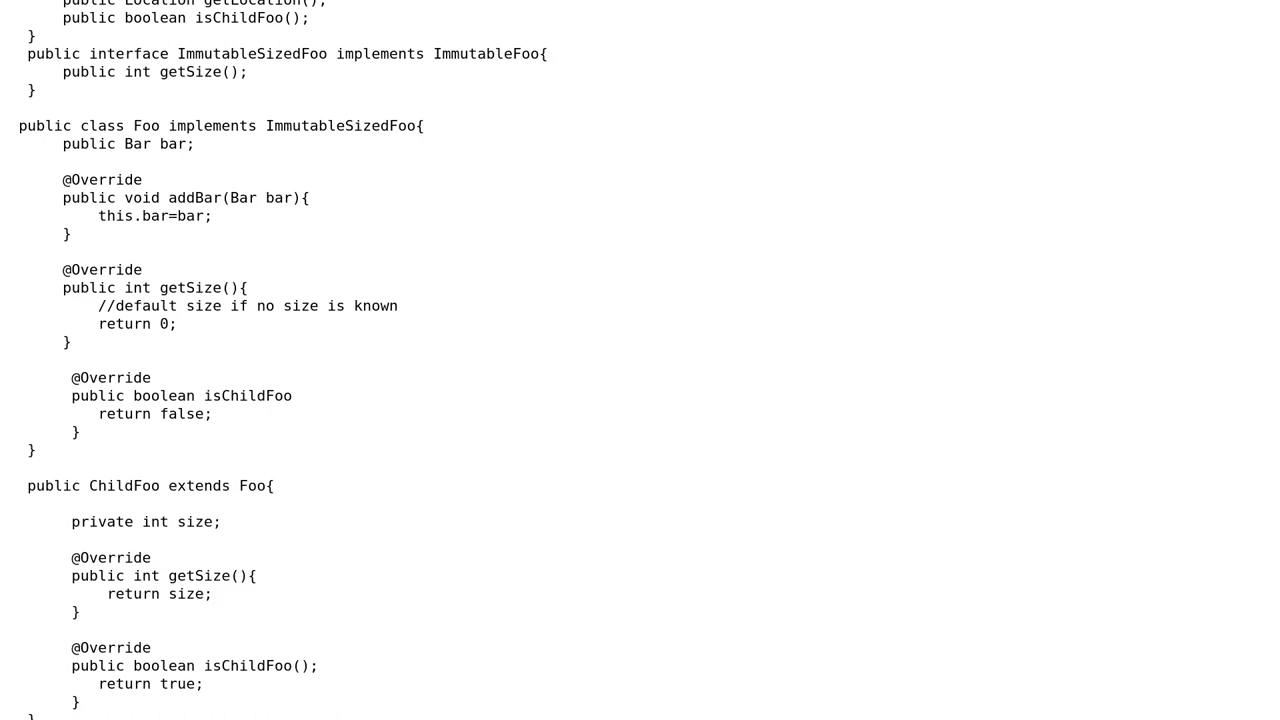 public Location getLocation();
public boolean isChildFoo();
}
public interface ImmutableSizedFoo implements ImmutableFoo{
public int getSize();
}
public class Foo implements ImmutableSizedFoo{
public Bar bar;
@Override
public void addBar(Bar bar){
this.bar=bar;
}
@Override
public int getSize(){
//default size if no size is known
return 0;
}
@Override
public boolean isChildFoo
return false;
}
}
public ChildFoo extends Foo{
private int size;
@Override
public int getSize(){
return size;
}
@Override
public boolean isChildFoo();
return true;
}
}